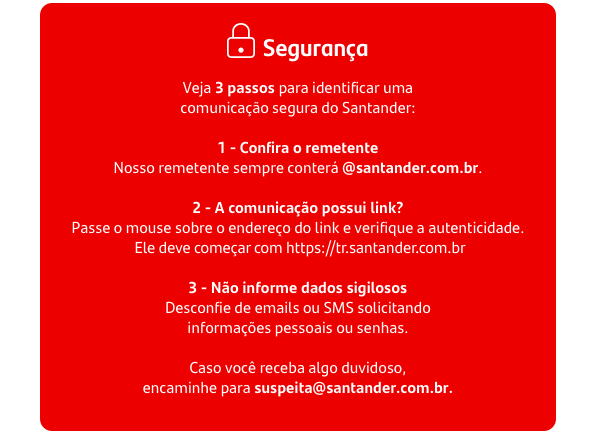 Segurança
Veja 3 passos para identificar uma
comunicação segura do Santander:
1 - Confira o remetente
Nosso remetente sempre conterá @santander.com.br.
2 - A comunicação possui link?
Passe o mouse sobre o endereço do link e verifique a autenticidade.
Ele deve começar com https://tr.santander.com.br
3 - Não informe dados sigilosos
Desconfie de emails ou SMS solicitando
informações pessoais ou senhas.
Caso você receba algo duvidoso,
encaminhe para suspeita@santander.com.br.